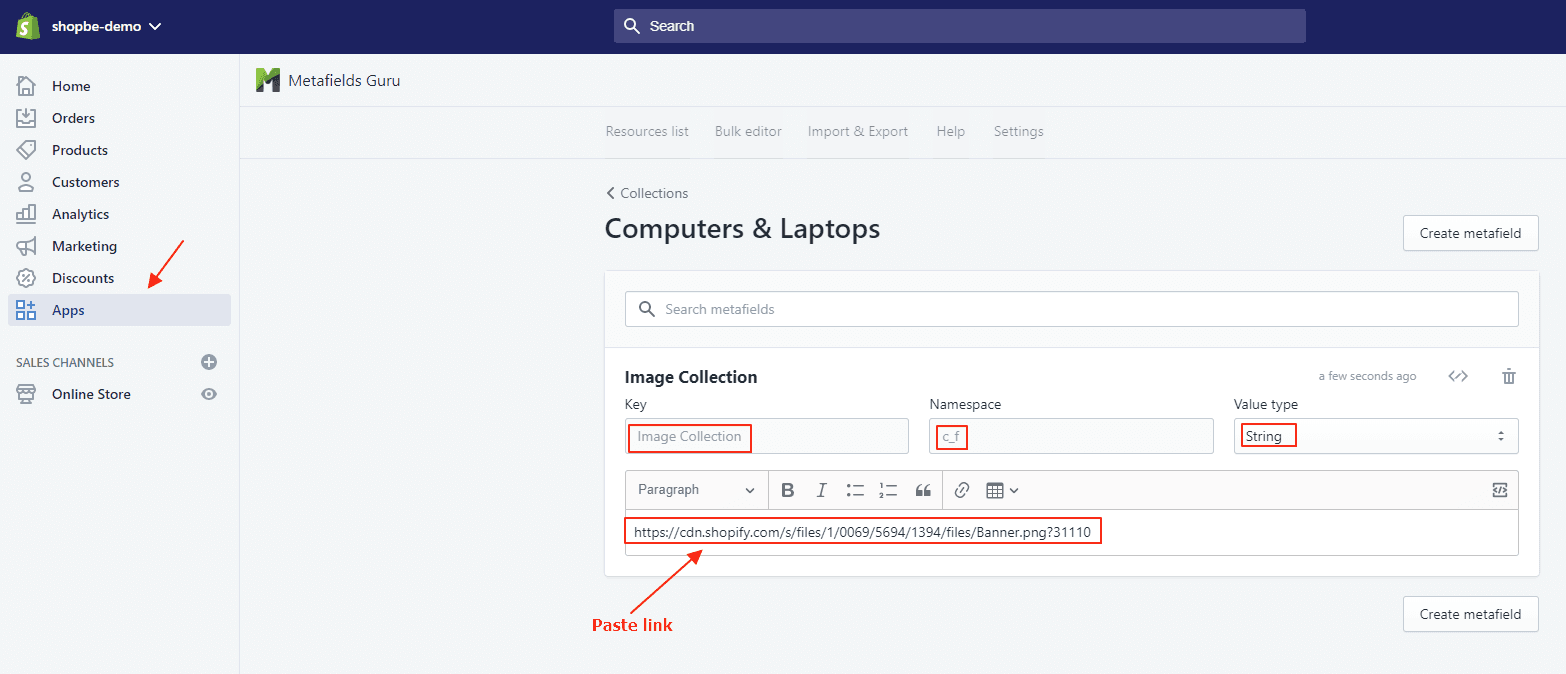 shopbe-demo
Search
Home
Orders
Products
Customers
Analytics
Marketing
Discounts
Apps
SALES CHANNELS
Online Store
Metafields Guru
Resources list Bulk editor Import & Export Help Settings
Collections
Computers & Laptops
Create metafield
Search metafields
Image Collection
a few seconds ago
Key Namespace Value type
Image Collection c_f String
Paragraph B I
https://cdn.shopify.com/s/files/1/0069/5694/1394/files/Banner.png?31110
Paste link
Create metafield